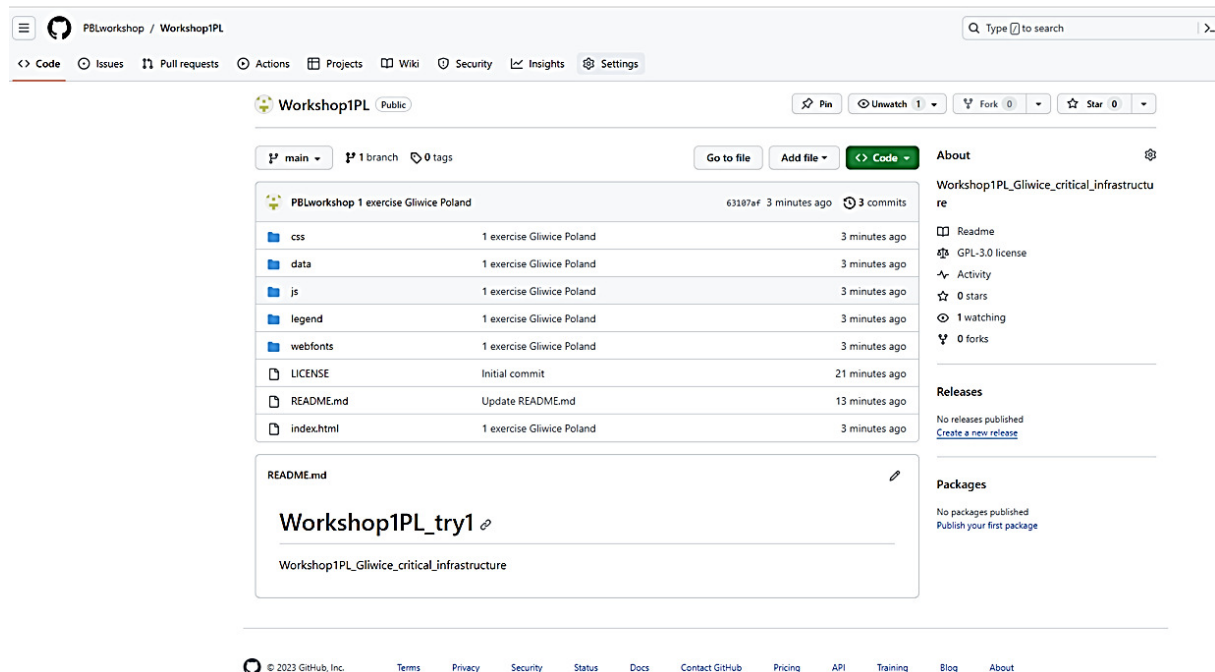 PBLworkshop / Workshop1PL
Type / to search
>_
<> Code Issues Pull requests Actions Projects Wiki Security Insights Settings
Workshop1PL Public
Pin Unwatch 1 Fork 0 Star 0
main 1 branch 0 tags
Go to file Add file <> Code
PBLworkshop 1 exercise Gliwice Poland 63187af 3 minutes ago 3 commits
css 1 exercise Gliwice Poland 3 minutes ago
data 1 exercise Gliwice Poland 3 minutes ago
js 1 exercise Gliwice Poland 3 minutes ago
legend 1 exercise Gliwice Poland 3 minutes ago
webfonts 1 exercise Gliwice Poland 3 minutes ago
LICENSE Initial commit 21 minutes ago
README.md Update README.md 13 minutes ago
index.html 1 exercise Gliwice Poland 3 minutes ago
README.md
Workshop1PL_try1
Workshop1PL_Gliwice_critical_infrastructure
About
Workshop1PL_Gliwice_critical_infrastructu
re
Readme
GPL-3.0 license
Activity
0 stars
1 watching
0 forks
Releases
No releases published
Create a new release
Packages
No packages published
Publish your first package
© 2023 GitHub, Inc. Terms Privacy Security Status Docs Contact GitHub Pricing API Training Blog About